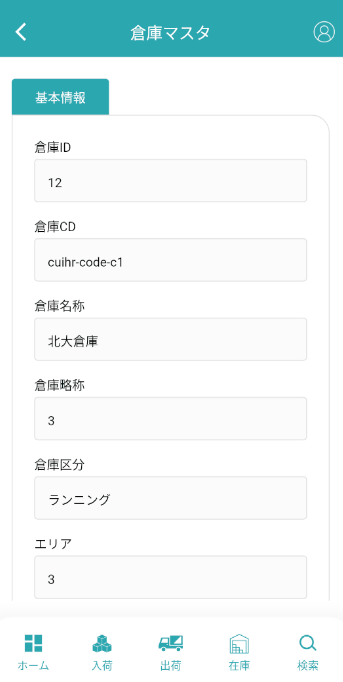 倉庫マスタ
基本情報
倉庫ID
12
倉庫CD
cuihr-code-c1
倉庫名称
北大倉庫
倉庫略称
3
倉庫区分
ランニング
エリア
3
ホーム
入荷
出荷
在庫
検索